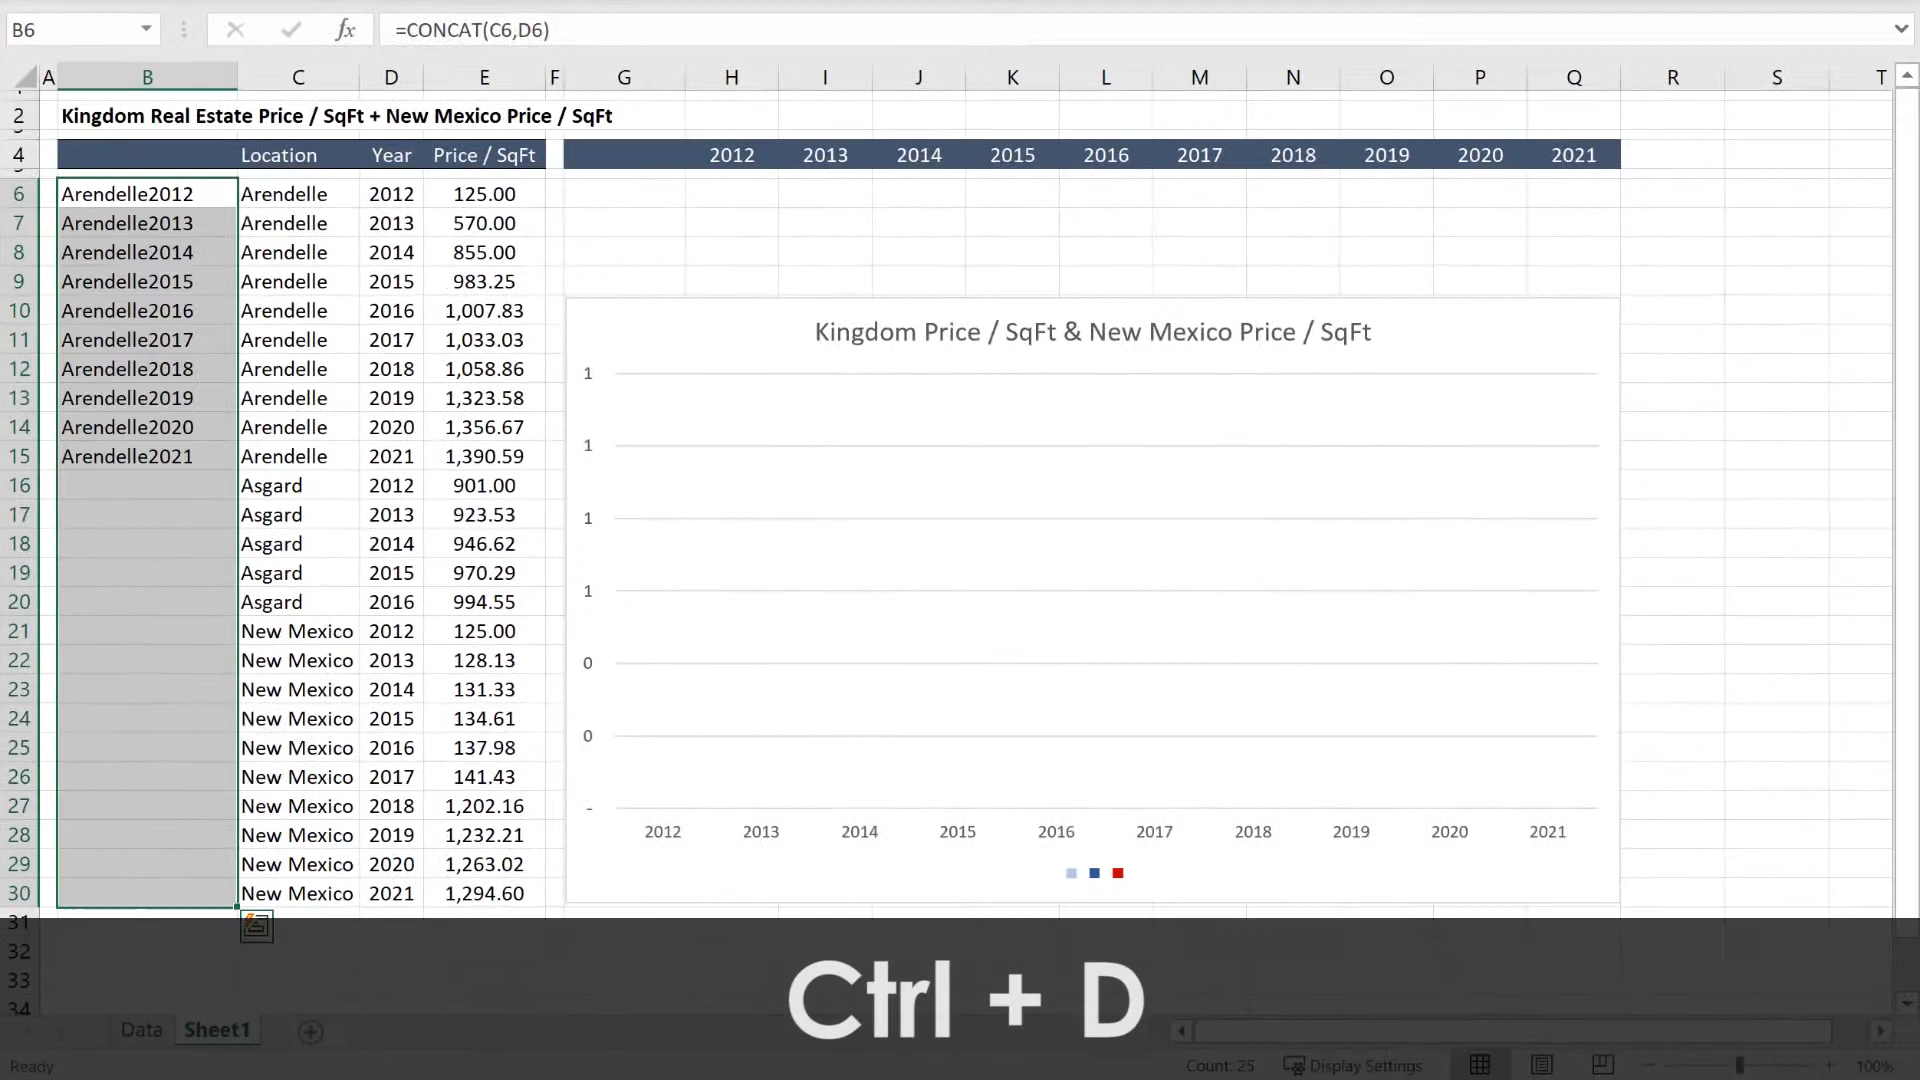 B6 fx =CONCAT(C6,D6)
A B C D E F G H I J K L M N O P Q R S T
2 Kingdom Real Estate Price / SqFt + New Mexico Price / SqFt
4 Location Year Price / SqFt 2012 2013 2014 2015 2016 2017 2018 2019 2020 2021
6 Arendelle2012 Arendelle 2012 125.00
7 Arendelle2013 Arendelle 2013 570.00
8 Arendelle2014 Arendelle 2014 855.00
9 Arendelle2015 Arendelle 2015 983.25
10 Arendelle2016 Arendelle 2016 1,007.83
11 Arendelle2017 Arendelle 2017 1,033.03
12 Arendelle2018 Arendelle 2018 1,058.86
13 Arendelle2019 Arendelle 2019 1,323.58
14 Arendelle2020 Arendelle 2020 1,356.67
15 Arendelle2021 Arendelle 2021 1,390.59
16 Asgard 2012 901.00
17 Asgard 2013 923.53
18 Asgard 2014 946.62
19 Asgard 2015 970.29
20 Asgard 2016 994.55
21 New Mexico 2012 125.00
22 New Mexico 2013 128.13
23 New Mexico 2014 131.33
24 New Mexico 2015 134.61
25 New Mexico 2016 137.98
26 New Mexico 2017 141.43
27 New Mexico 2018 1,202.16
28 New Mexico 2019 1,232.21
29 New Mexico 2020 1,263.02
30 New Mexico 2021 1,294.60
31
32
33
34
Kingdom Price / SqFt & New Mexico Price / SqFt
1
1
1
1
0
0
-
2012 2013 2014 2015 2016 2017 2018 2019 2020 2021
Ctrl + D
Data Sheet1
Ready Count: 25 Display Settings 100%